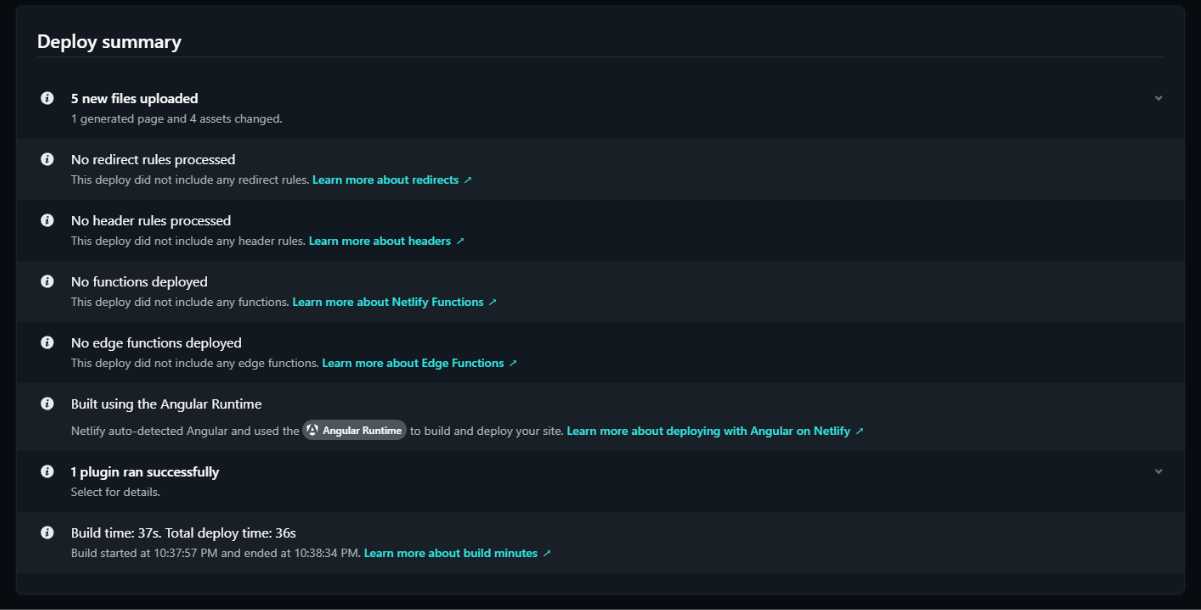 Deploy summary
5 new files uploaded
1 generated page and 4 assets changed.
No redirect rules processed
This deploy did not include any redirect rules. Learn more about redirects ↗
No header rules processed
This deploy did not include any header rules. Learn more about headers ↗
No functions deployed
This deploy did not include any functions. Learn more about Netlify Functions ↗
No edge functions deployed
This deploy did not include any edge functions. Learn more about Edge Functions ↗
Built using the Angular Runtime
Netlify auto-detected Angular and used the Angular Runtime to build and deploy your site. Learn more about deploying with Angular on Netlify ↗
1 plugin ran successfully
Select for details.
Build time: 37s. Total deploy time: 36s
Build started at 10:37:57 PM and ended at 10:38:34 PM. Learn more about build minutes ↗